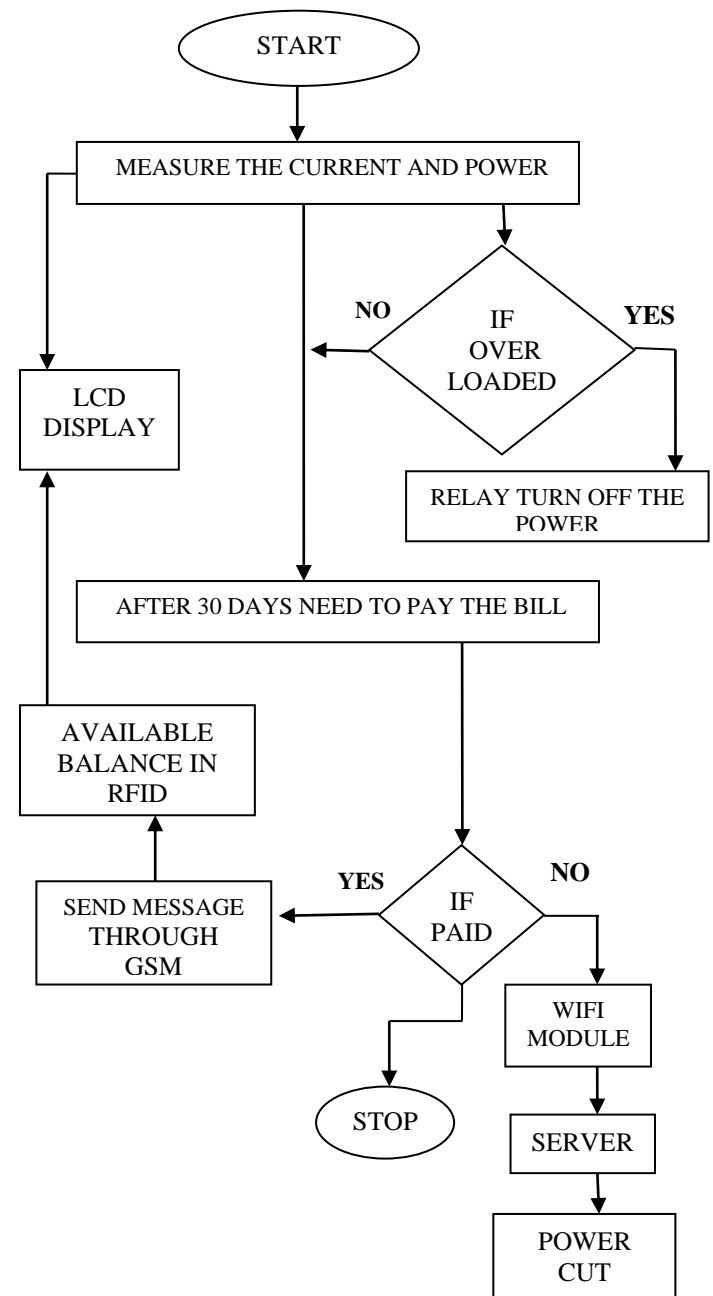 START
MEASURE THE CURRENT AND POWER
NO
YES
IF
OVER
LOADED
LCD
DISPLAY
RELAY TURN OFF THE
POWER
AFTER 30 DAYS NEED TO PAY THE BILL
AVAILABLE
BALANCE IN
RFID
YES
NO
IF
PAID
SEND MESSAGE
THROUGH
GSM
WIFI
MODULE
STOP
SERVER
POWER
CUT